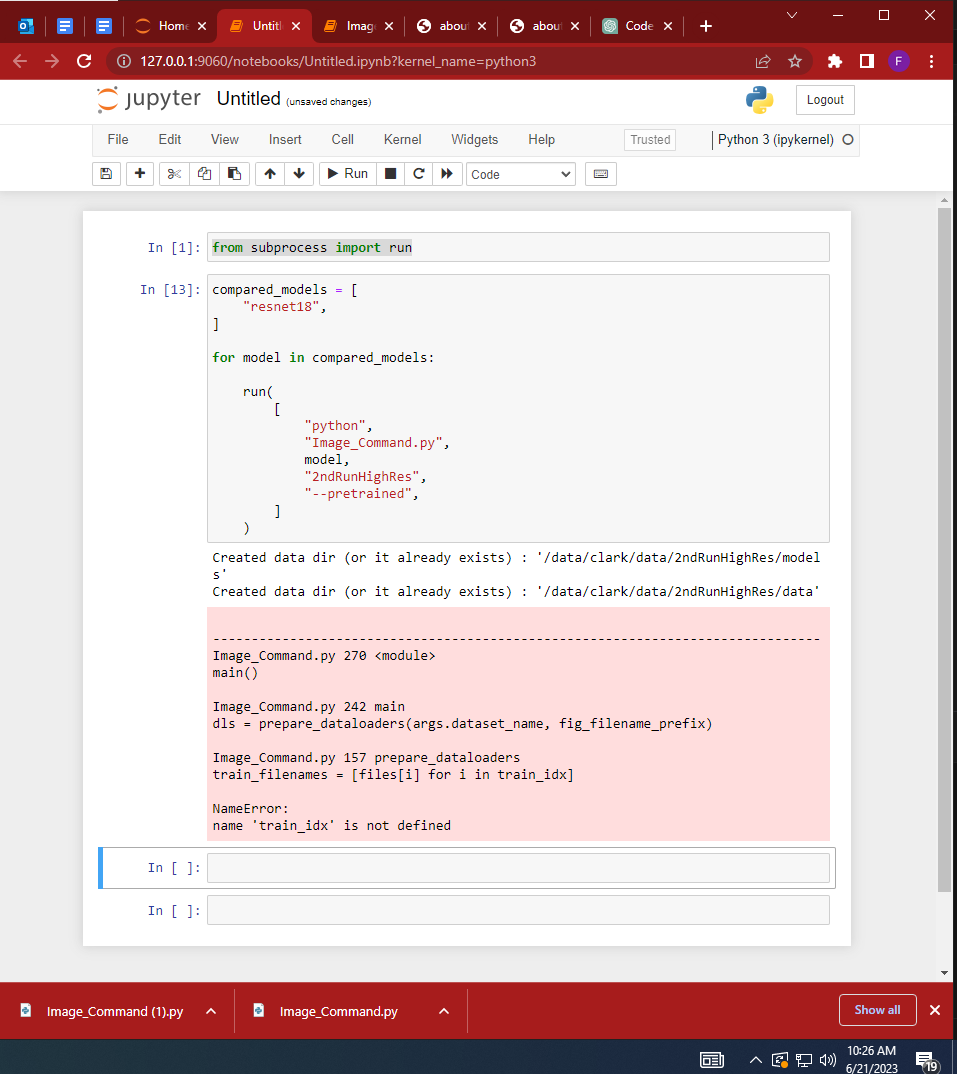 Home
Untitl
Imag
abou
abou
Code
127.0.0.1:9060/notebooks/Untitled.ipynb?kernel_name=python3
F
jupyter Untitled (unsaved changes)
Logout
File Edit View Insert Cell Kernel Widgets Help
Trusted
Python 3 (ipykernel)
Run
Code
In [1]: from subprocess import run
In [13]: compared_models = [
    "resnet18",
]
for model in compared_models:
    run(
        [
            "python",
            "Image_Command.py",
            model,
            "2ndRunHighRes",
            "--pretrained",
        ]
    )
Created data dir (or it already exists) : '/data/clark/data/2ndRunHighRes/model
s'
Created data dir (or it already exists) : '/data/clark/data/2ndRunHighRes/data'
-------------------------------------------------------------------------------
Image_Command.py 270 <module>
main()
Image_Command.py 242 main
dls = prepare_dataloaders(args.dataset_name, fig_filename_prefix)
Image_Command.py 157 prepare_dataloaders
train_filenames = [files[i] for i in train_idx]
NameError:
name 'train_idx' is not defined
In [ ]:
In [ ]:
Image_Command (1).py
Image_Command.py
Show all
10:26 AM
6/21/2023
19